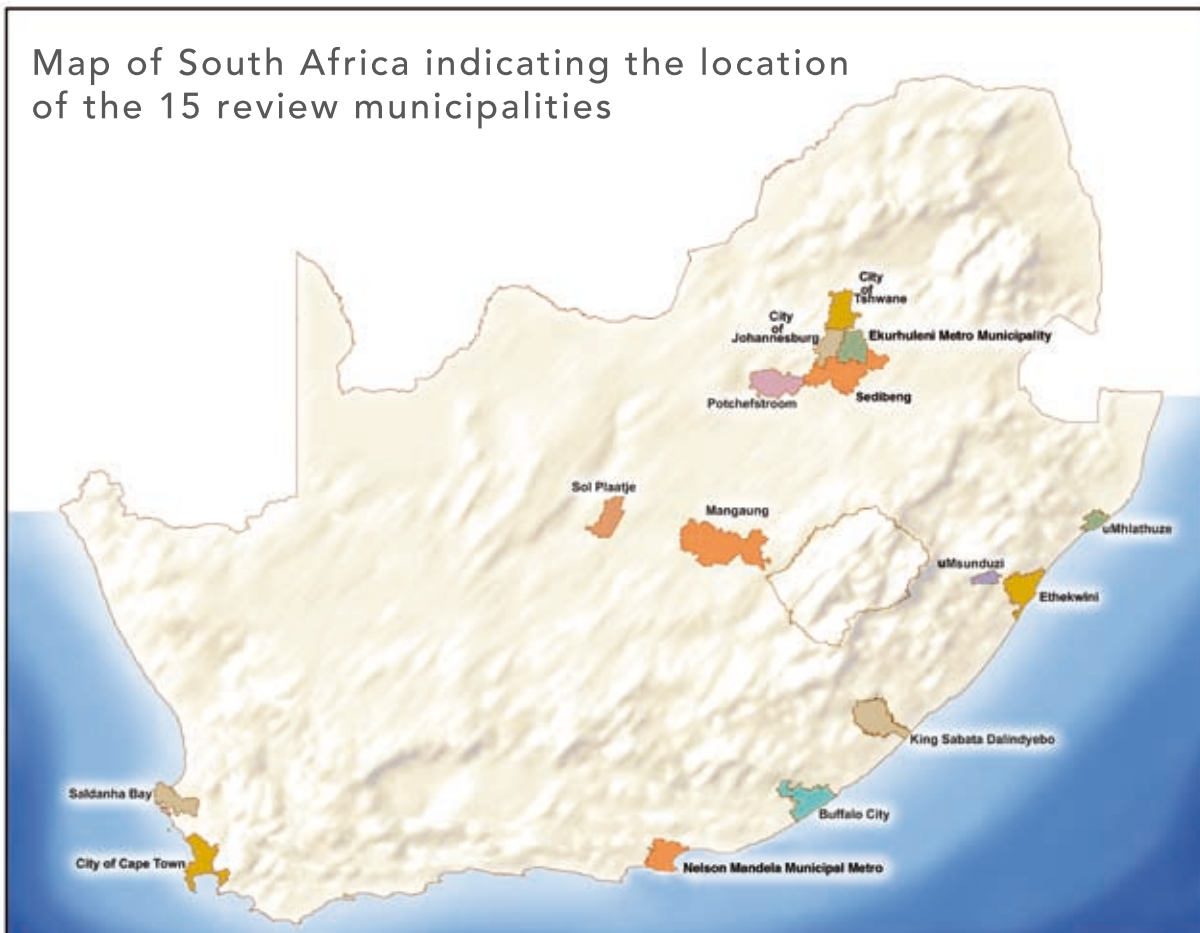 Map of South Africa indicating the location
of the 15 review municipalities
City
of
Tshwane
City
of
Johannesburg
Ekurhuleni Metro Municipality
Potchefstroom
Sedibeng
Sol Plaatje
Mangaung
uMhlathuze
uMsunduzi
Ethekwini
King Sabata Dalindyebo
Saldanha Bay
Buffalo City
City of Cape Town
Nelson Mandela Municipal Metro